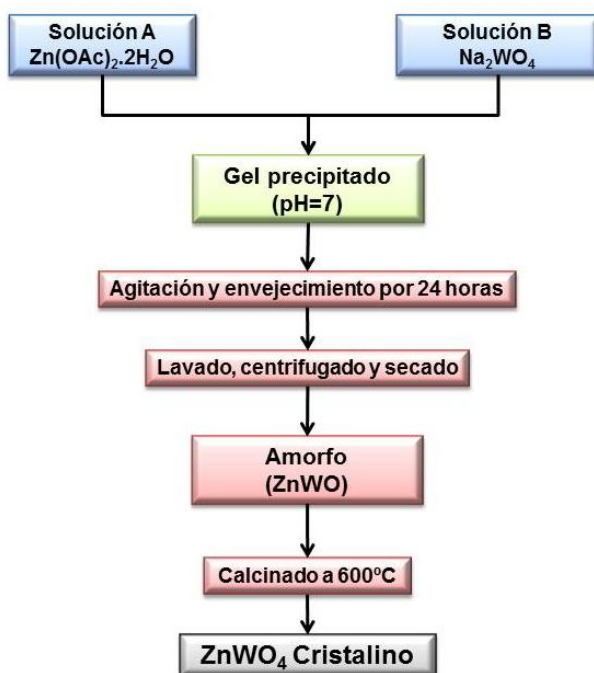 Solución A
Zn(OAc)₂.2H₂O
Solución B
Na₂WO₄
Gel precipitado
(pH=7)
Agitación y envejecimiento por 24 horas
Lavado, centrifugado y secado
Amorfo
(ZnWO)
Calcinado a 600ºC
ZnWO₄ Cristalino